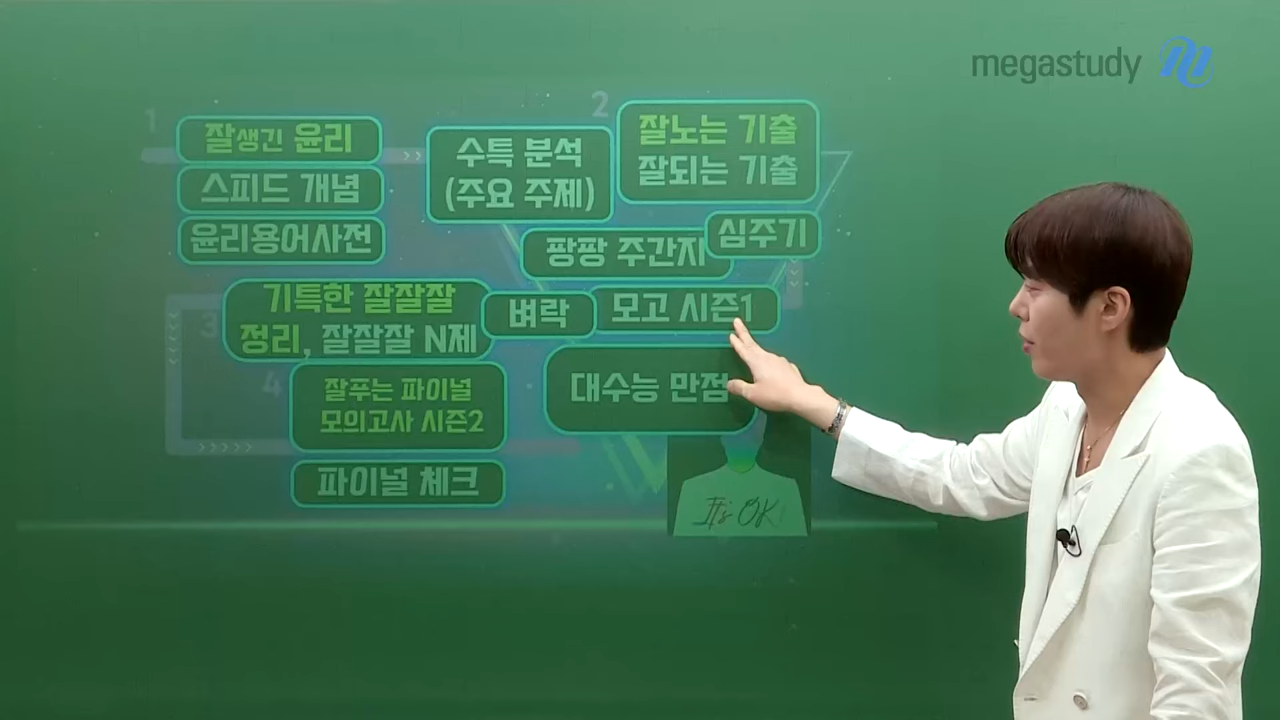 megastudy
1
2
잘생긴 윤리
스피드 개념
윤리용어사전
수특 분석
(주요 주제)
잘노는 기출
잘되는 기출
팡팡 주간지
심주기
3
기특한 잘잘잘
정리, 잘잘잘 N제
벼락
모고 시즌1
4
잘푸는 파이널
모의고사 시즌2
대수능 만점
파이널 체크
It's OK!